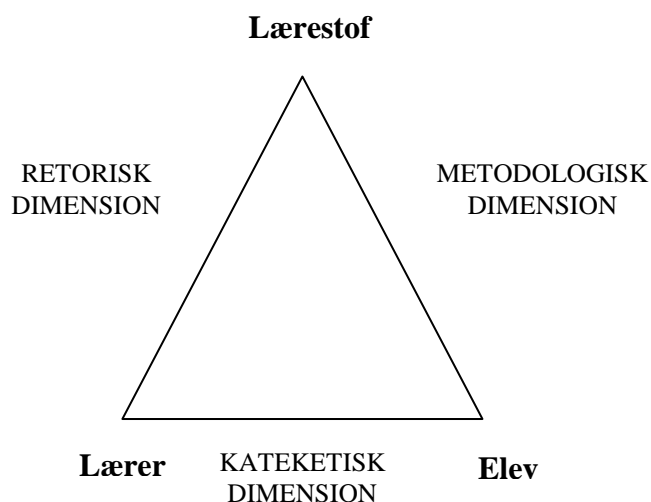 Lærestof
RETORISK
DIMENSION
METODOLOGISK
DIMENSION
Lærer
KATEKETISK
DIMENSION
Elev